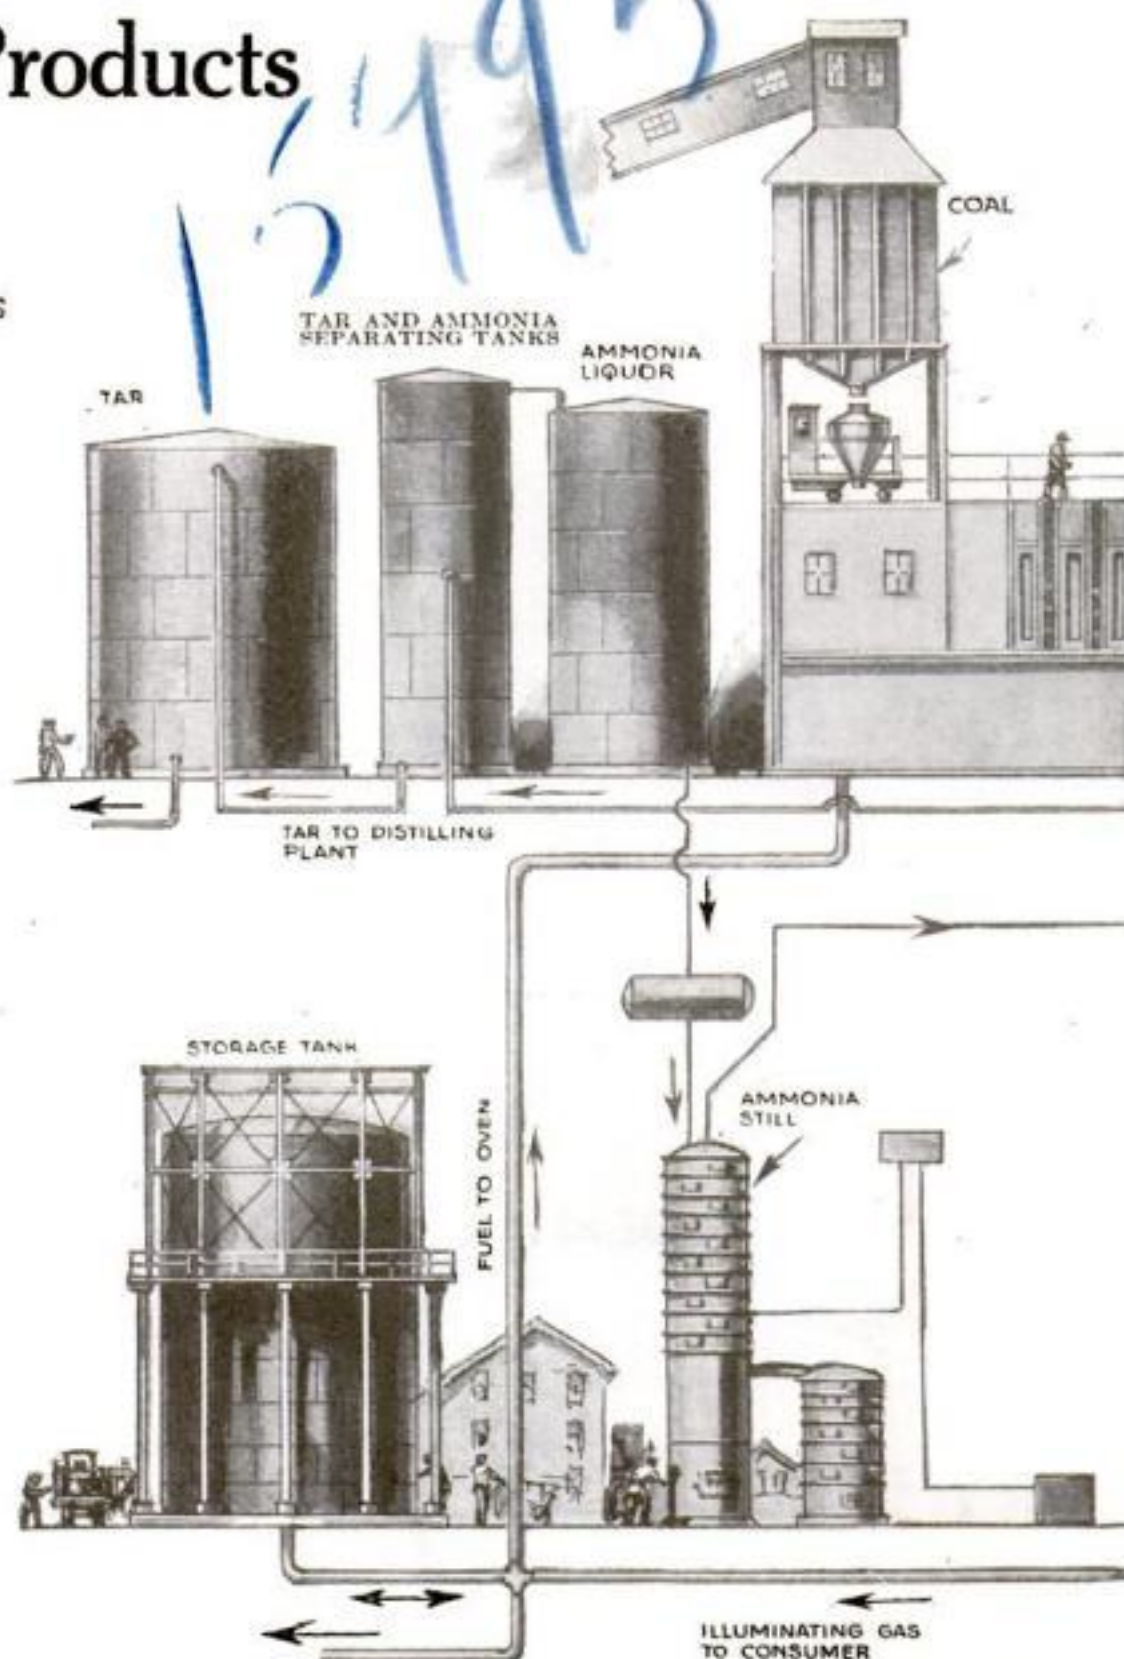 Products
COAL
TAR AND AMMONIA
SEPARATING TANKS
AMMONIA
LIQUOR
TAR
TAR TO DISTILLING
PLANT
STORAGE TANK
FUEL TO OVEN
AMMONIA
STILL
ILLUMINATING GAS
TO CONSUMER